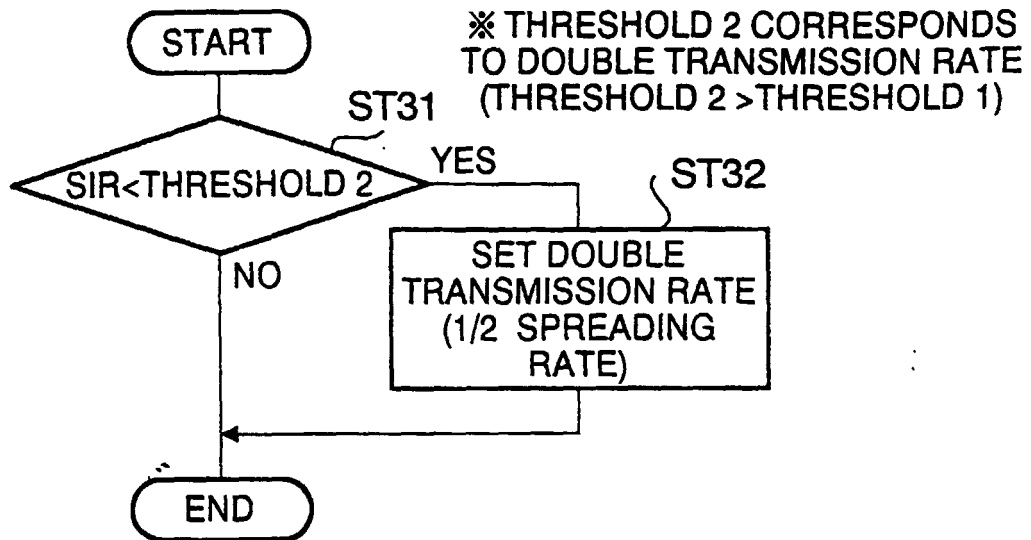 START
※ THRESHOLD 2 CORRESPONDS
TO DOUBLE TRANSMISSION RATE
(THRESHOLD 2 >THRESHOLD 1)
ST31
SIR<THRESHOLD 2
YES
ST32
NO
SET DOUBLE
TRANSMISSION RATE
(1/2 SPREADING
RATE)
END